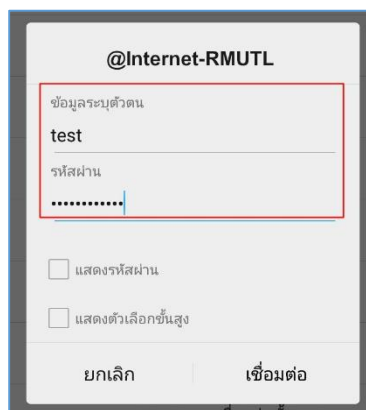 @Internet-RMUTL
ข้อมูลระบุตัวตน
test
รหัสผ่าน
••••••••••••
แสดงรหัสผ่าน
แสดงตัวเลือกขั้นสูง
ยกเลิก เชื่อมต่อ